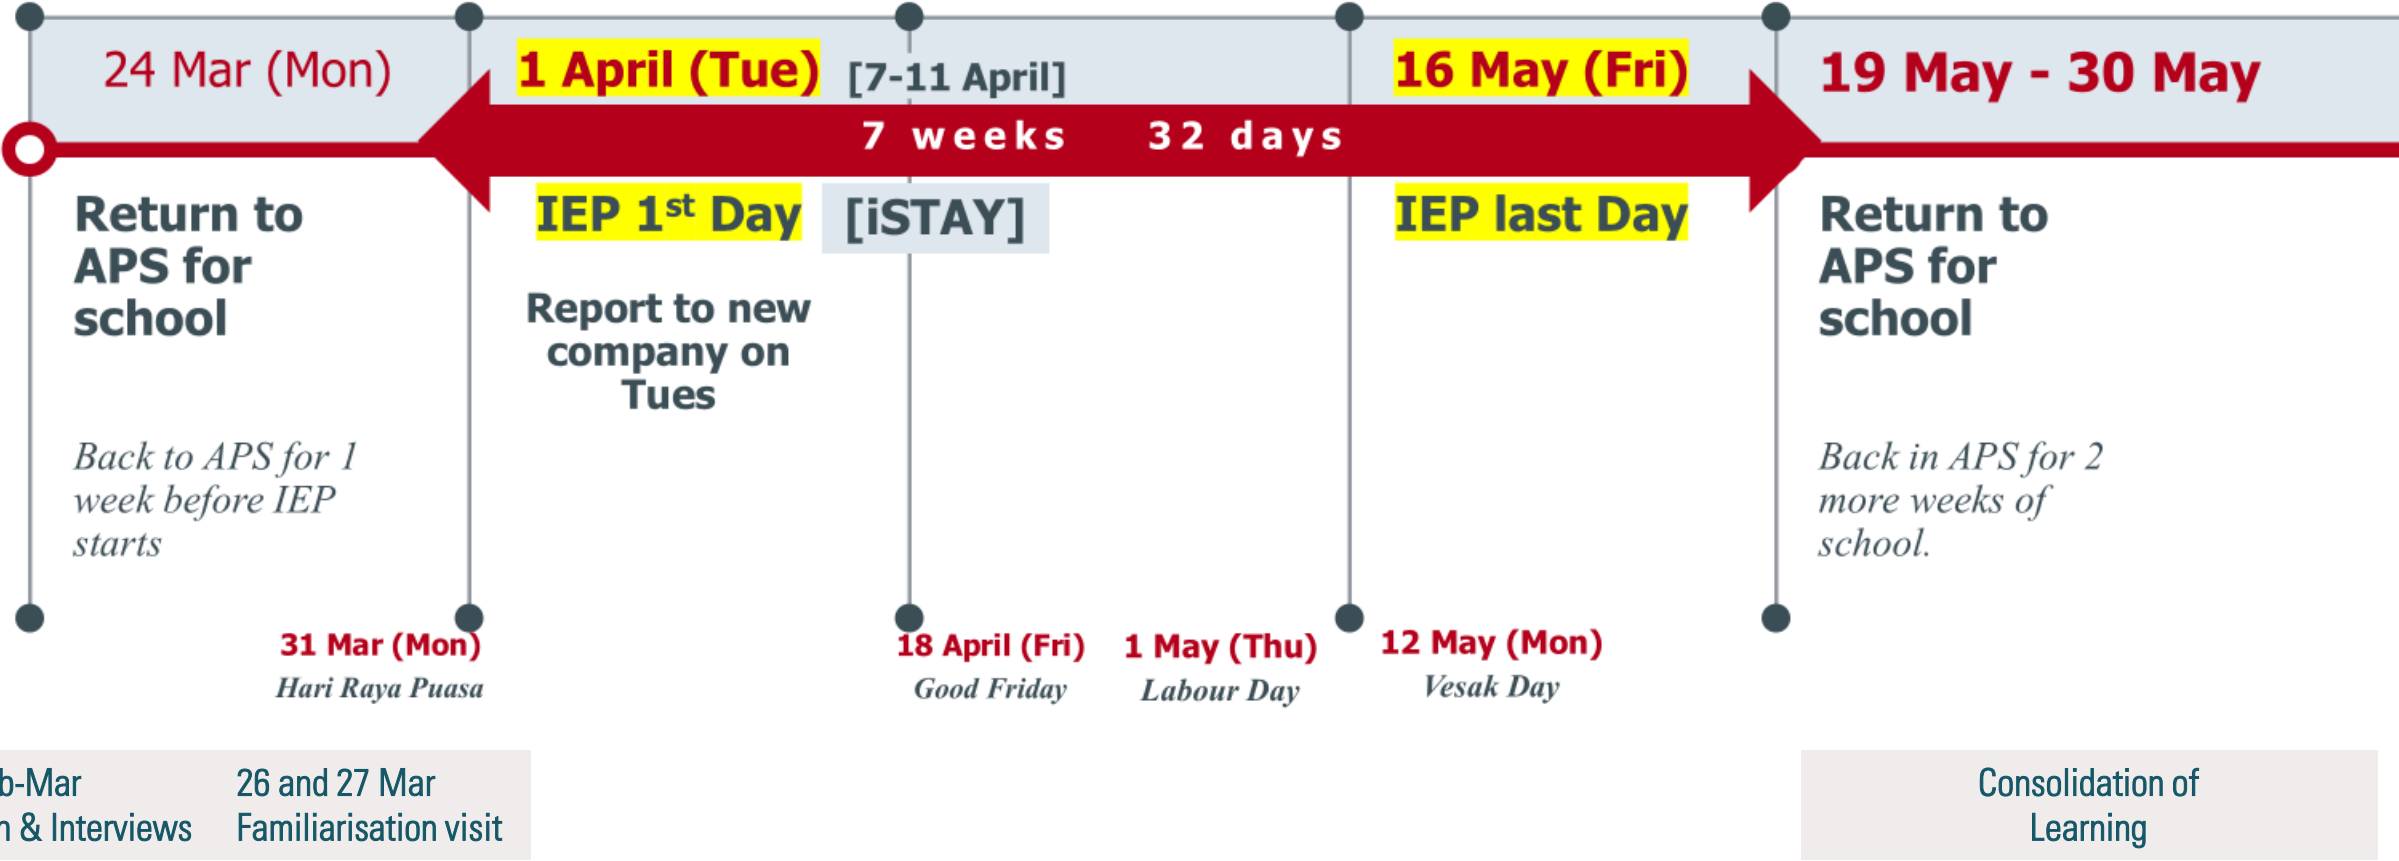 24 Mar (Mon)
1 April (Tue)
[7-11 April]
16 May (Fri)
19 May - 30 May
7 weeks 32 days
Return to
APS for
school
IEP 1st Day
[iSTAY]
IEP last Day
Return to
APS for
school
Report to new
company on
Tues
Back to APS for 1
week before IEP
starts
Back in APS for 2
more weeks of
school.
31 Mar (Mon)
Hari Raya Puasa
18 April (Fri)
Good Friday
1 May (Thu)
Labour Day
12 May (Mon)
Vesak Day
b-Mar
& Interviews
26 and 27 Mar
Familiarisation visit
Consolidation of
Learning